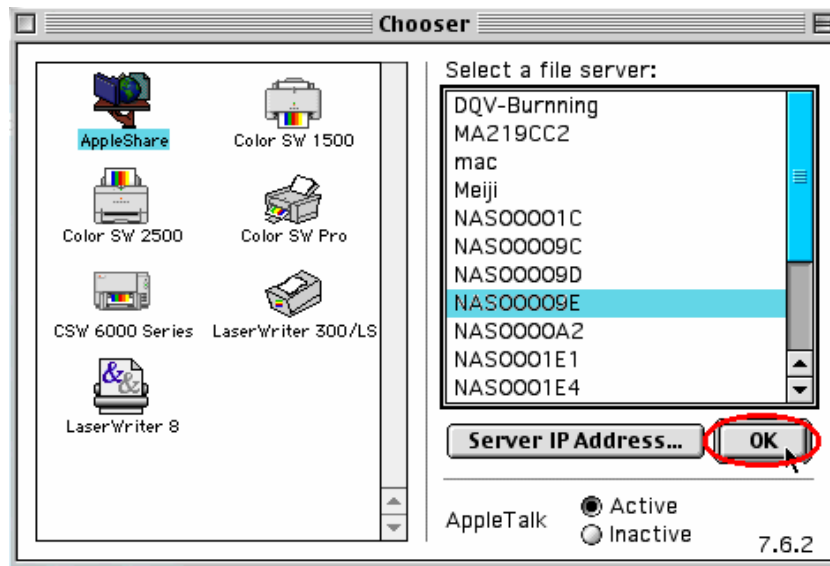 Chooser
AppleShare
Color SW 1500
Color SW 2500
Color SW Pro
CSW 6000 Series
LaserWriter 300/LS
&&
LaserWriter 8
Select a file server:
DQV-Burnning
MA219CC2
mac
Meiji
NAS00001C
NAS00009C
NAS00009D
NAS00009E
NAS0000A2
NAS0001E1
NAS0001E4
Server IP Address...
OK
AppleTalk
Active
Inactive
7.6.2